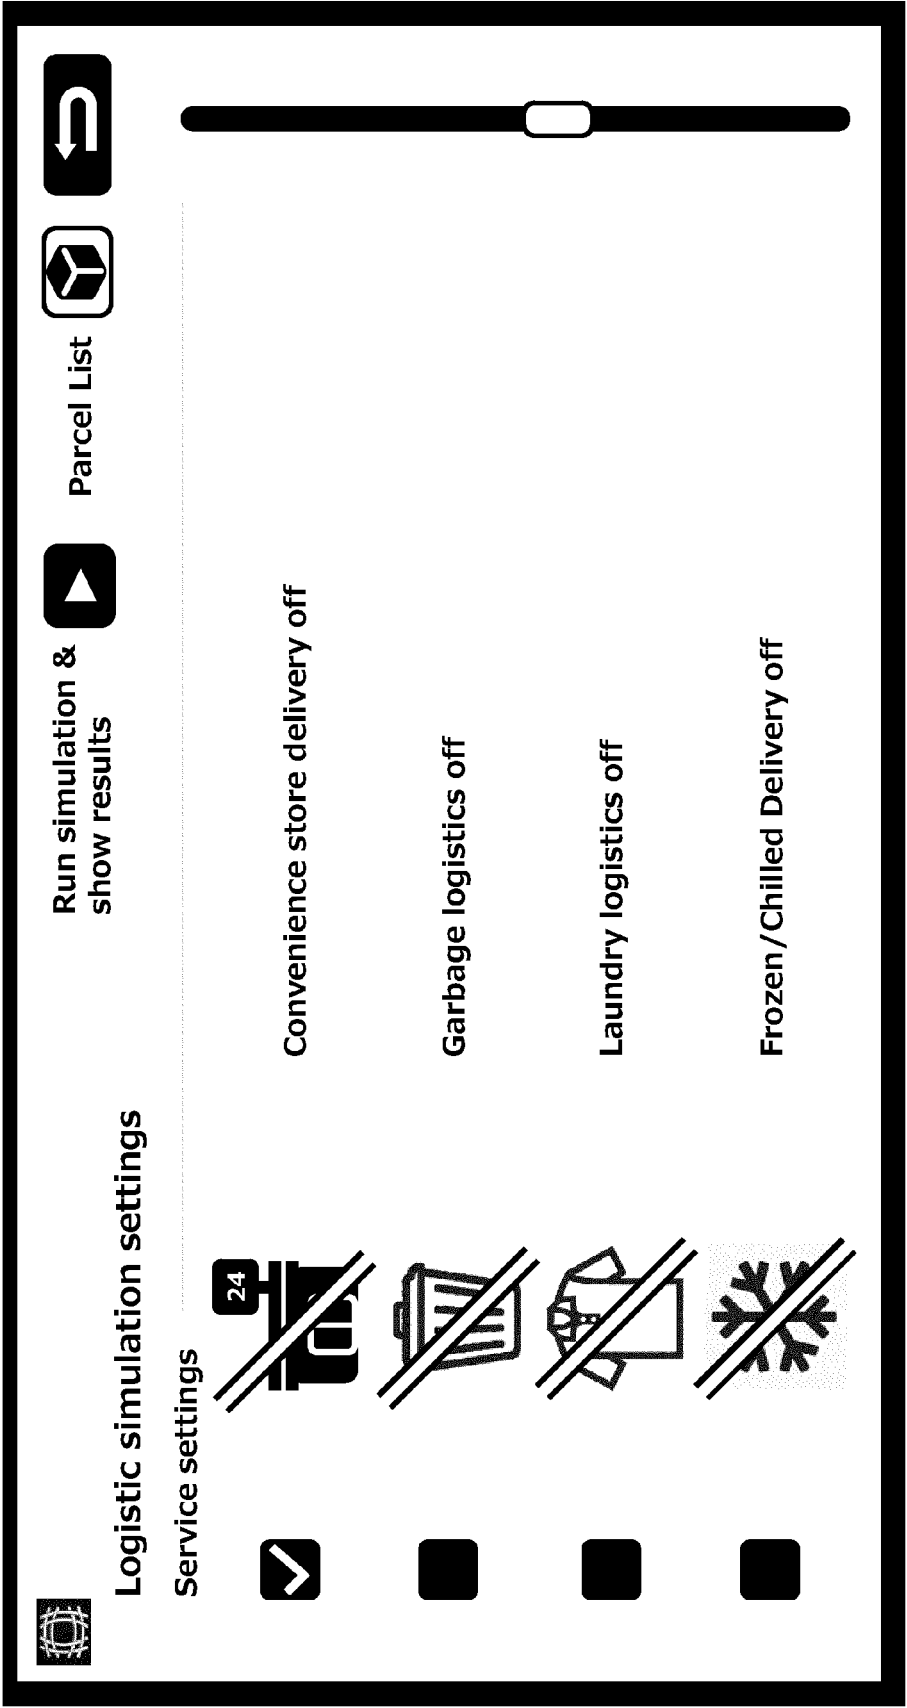 Run simulation &
show results
Parcel List
Logistic simulation settings
Service settings
24
Convenience store delivery off
Garbage logistics off
Laundry logistics off
Frozen/Chilled Delivery off